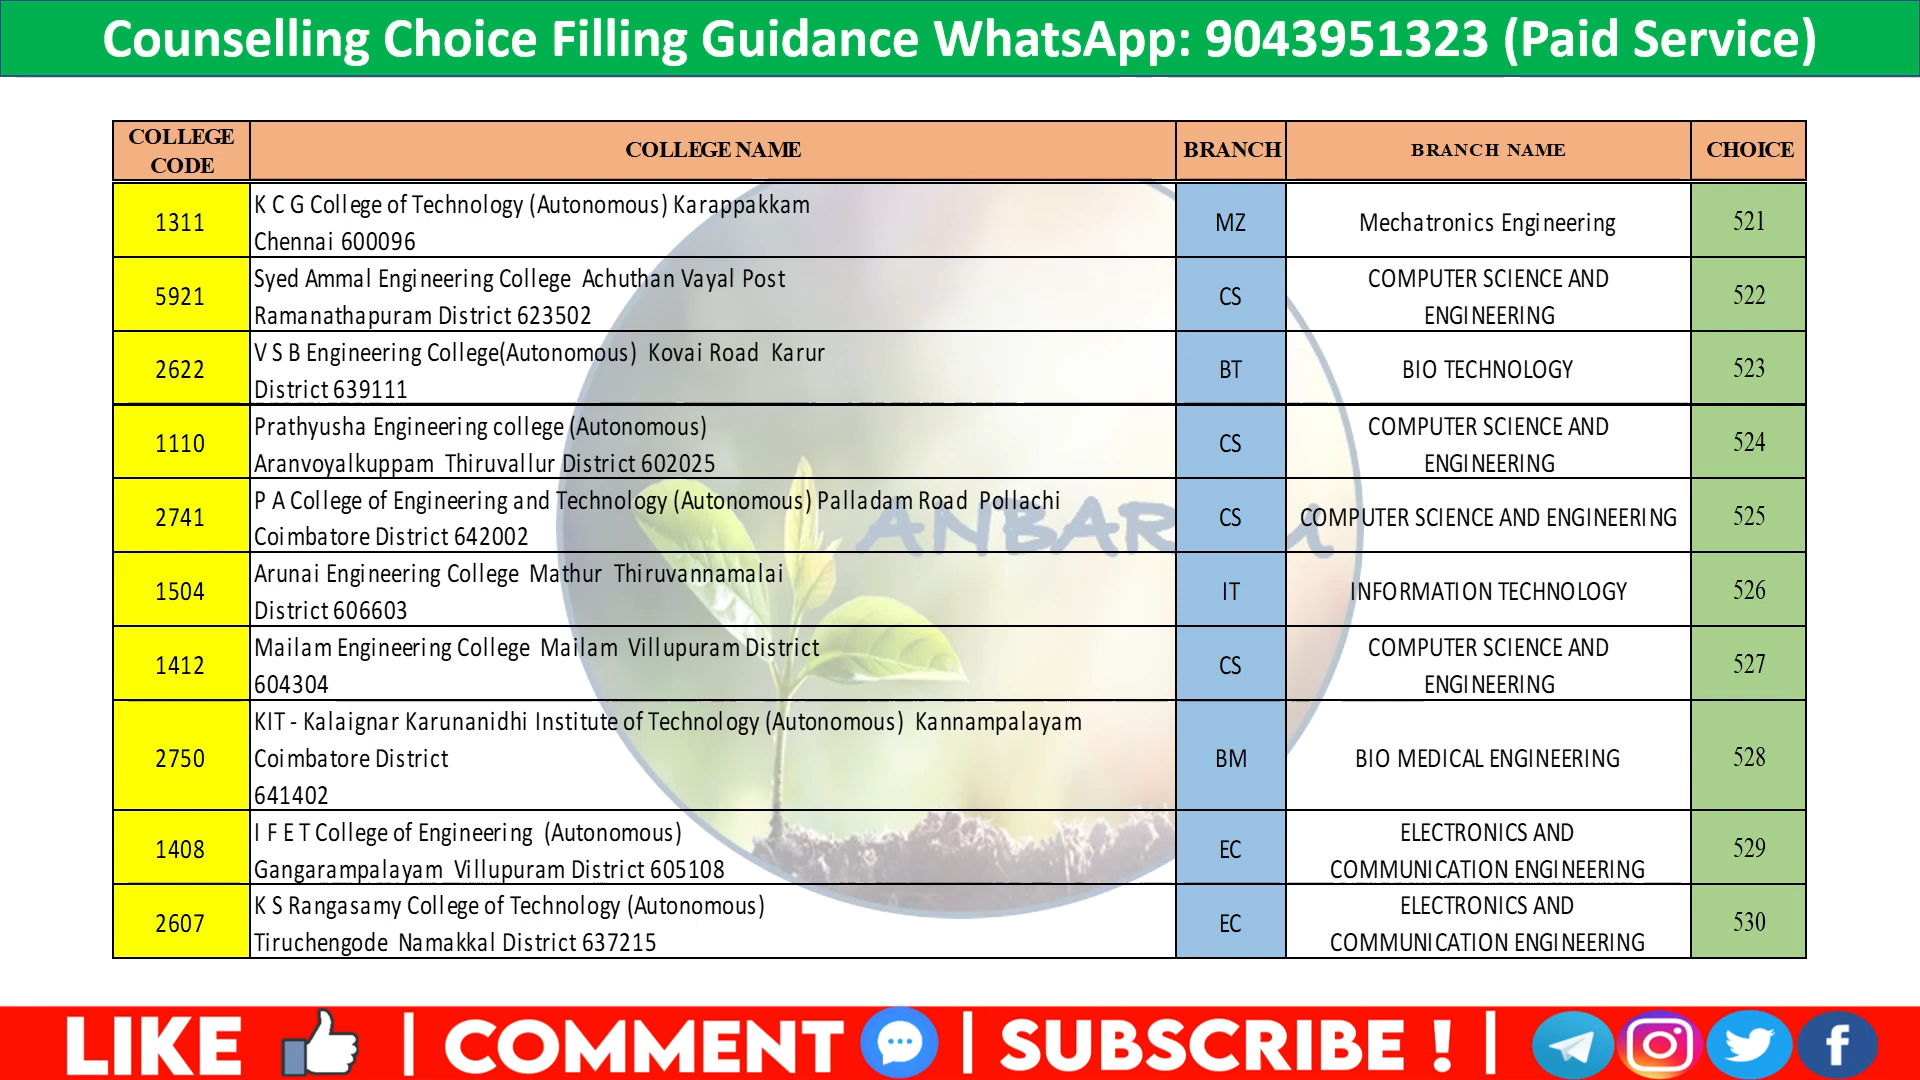 Counselling Choice Filling Guidance WhatsApp: 9043951323 (Paid Service)
COLLEGE CODE COLLEGE NAME BRANCH BRANCH NAME CHOICE
1311 K C G College of Technology (Autonomous) Karappakkam
Chennai 600096 MZ Mechatronics Engineering 521
5921 Syed Ammal Engineering College Achuthan Vayal Post
Ramanathapuram District 623502 CS COMPUTER SCIENCE AND
ENGINEERING 522
2622 V S B Engineering College(Autonomous) Kovai Road Karur
District 639111 BT BIO TECHNOLOGY 523
1110 Prathyusha Engineering college (Autonomous)
Aranvoyalkuppam Thiruvallur District 602025 CS COMPUTER SCIENCE AND
ENGINEERING 524
2741 P A College of Engineering and Technology (Autonomous) Palladam Road Pollachi
Coimbatore District 642002 CS COMPUTER SCIENCE AND ENGINEERING 525
1504 Arunai Engineering College Mathur Thiruvannamalai
District 606603 IT INFORMATION TECHNOLOGY 526
1412 Mailam Engineering College Mailam Villupuram District
604304 CS COMPUTER SCIENCE AND
ENGINEERING 527
2750 KIT - Kalaignar Karunanidhi Institute of Technology (Autonomous) Kannampalayam
Coimbatore District
641402 BM BIO MEDICAL ENGINEERING 528
1408 I F E T College of Engineering (Autonomous)
Gangarampalayam Villupuram District 605108 EC ELECTRONICS AND
COMMUNICATION ENGINEERING 529
2607 K S Rangasamy College of Technology (Autonomous)
Tiruchengode Namakkal District 637215 EC ELECTRONICS AND
COMMUNICATION ENGINEERING 530
LIKE | COMMENT | SUBSCRIBE ! |